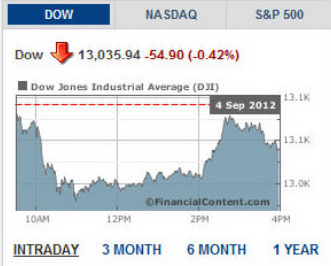 DOW NASDAQ S&P 500
Dow 13,035.94 -54.90 (-0.42%)
Dow Jones Industrial Average (DJI)
4 Sep 2012
13.1K
13.1K
13.0K
©FinancialContent.com
10AM 12PM 2PM 4PM
INTRADAY 3 MONTH 6 MONTH 1 YEAR